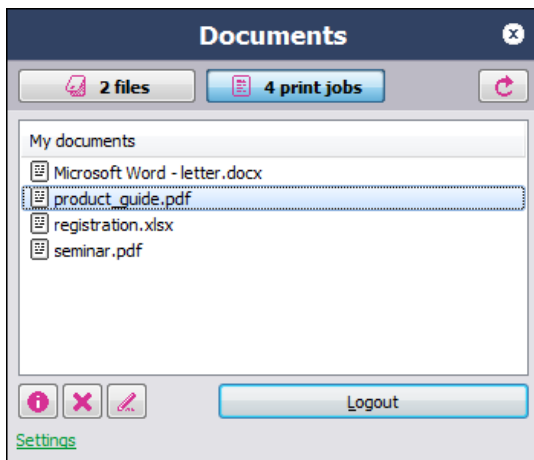 Documents
2 files
4 print jobs
My documents
Microsoft Word - letter.docx
product_guide.pdf
registration.xlsx
seminar.pdf
Logout
Settings